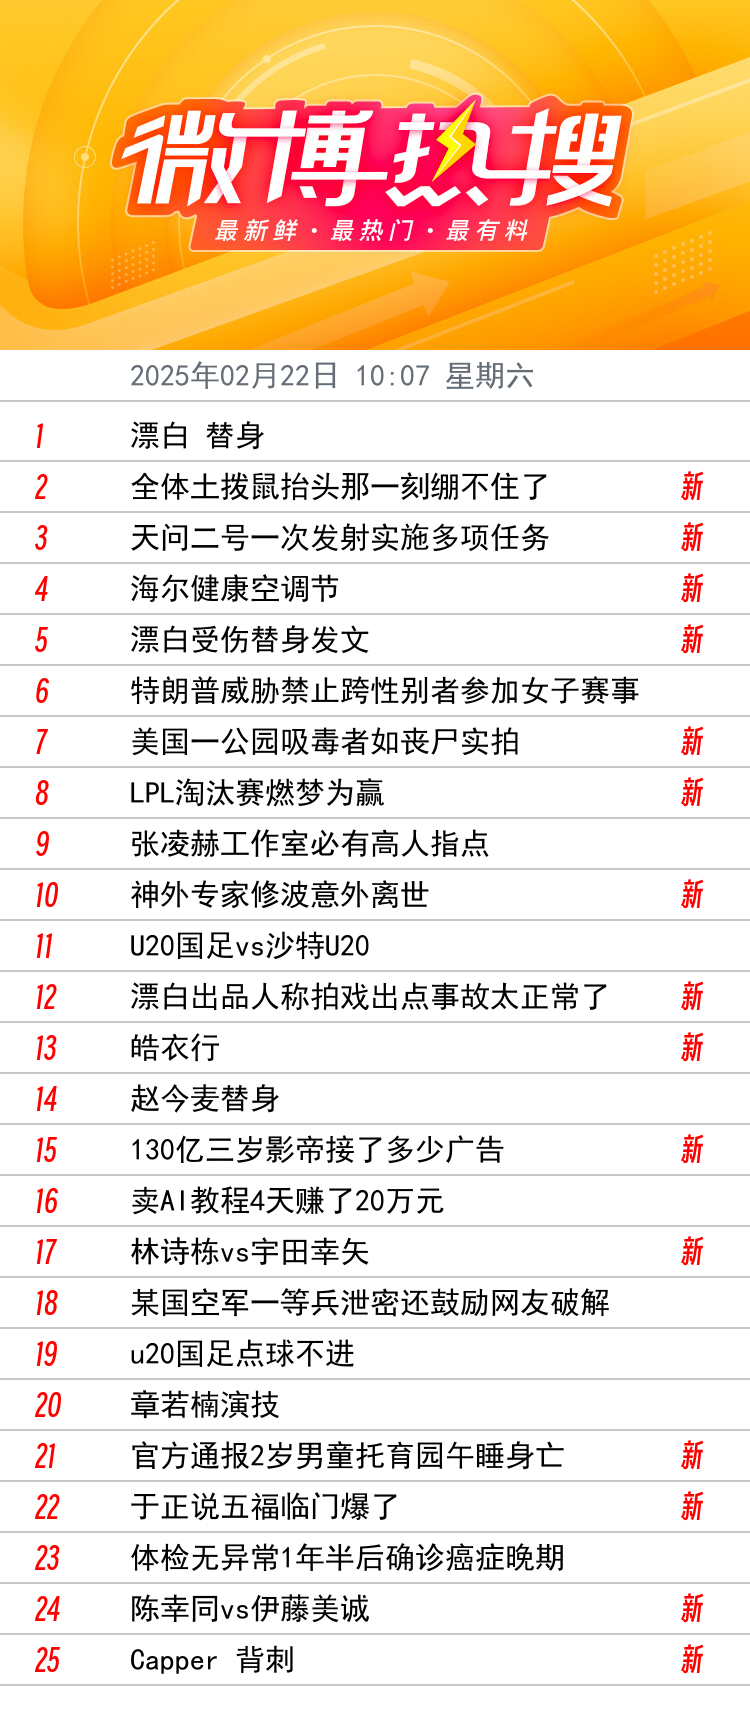 微博热搜
最新鲜·最热门·最有料
2025年02月22日 10:07 星期六
1 漂白 替身
2 全体土拨鼠抬头那一刻绷不住了 新
3 天问二号一次发射实施多项任务 新
4 海尔健康空调节 新
5 漂白受伤替身发文 新
6 特朗普威胁禁止跨性别者参加女子赛事
7 美国一公园吸毒者如丧尸实拍 新
8 LPL淘汰赛燃梦为赢 新
9 张凌赫工作室必有高人指点
10 神外专家修波意外离世 新
11 U20国足vs沙特U20
12 漂白出品人称拍戏出点事故太正常了 新
13 皓衣行 新
14 赵今麦替身
15 130亿三岁影帝接了多少广告 新
16 卖AI教程4天赚了20万元
17 林诗栋vs宇田幸矢 新
18 某国空军一等兵泄密还鼓励网友破解
19 u20国足点球不进
20 章若楠演技
21 官方通报2岁男童托育园午睡身亡 新
22 于正说五福临门爆了 新
23 体检无异常1年半后确诊癌症晚期
24 陈幸同vs伊藤美诚 新
25 Capper 背刺 新